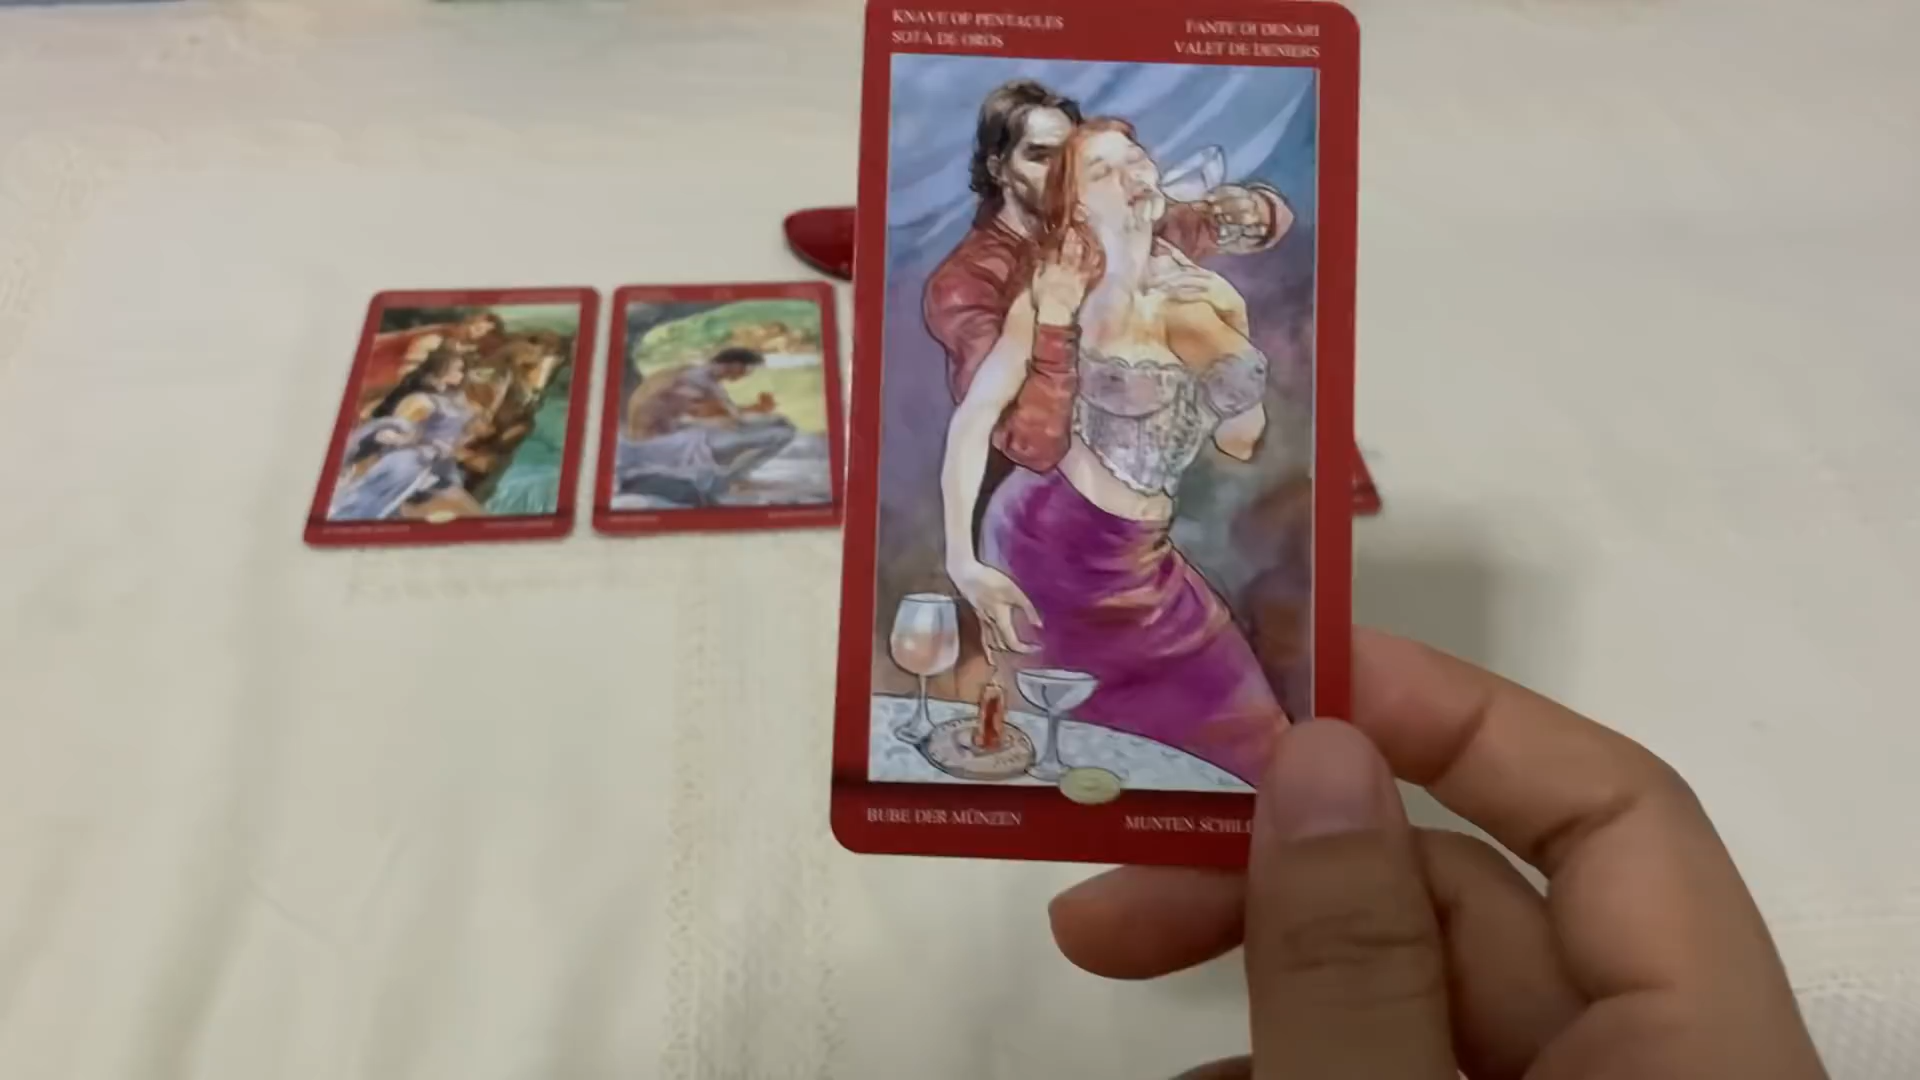 KNAVE OF PENTACLES
SOTA DE OROS
FANTE DI DENARI
VALET DE DENIERS
BUBE DER MÜNZEN
MUNTEN